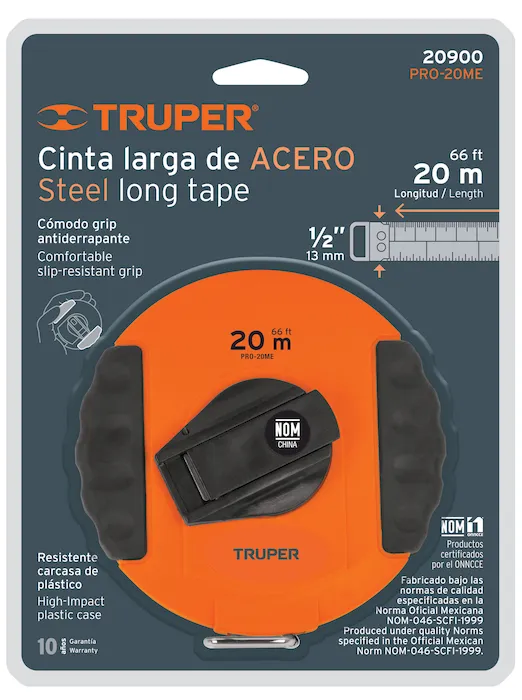 20900
PRO-20ME
TRUPER®
Cinta larga de ACERO
Steel long tape
66 ft
20 m
Longitud / Length
Cómodo grip
antiderrapante
Comfortable
slip-resistant grip
1/2"
13 mm
66 ft
20 m
PRO-20ME
NOM
CHINA
TRUPER
Resistente
carcasa de
plástico
High-Impact
plastic case
10 años Garantía
Warranty
NOM
ONNCCE
Productos
certificados
por el ONNCCE
Fabricado bajo las
normas de calidad
especificadas en la
Norma Oficial Mexicana
NOM-046-SCFI-1999
Produced under quality Norms
specified in the Official Mexican
Norm NOM-046-SCFI-1999.